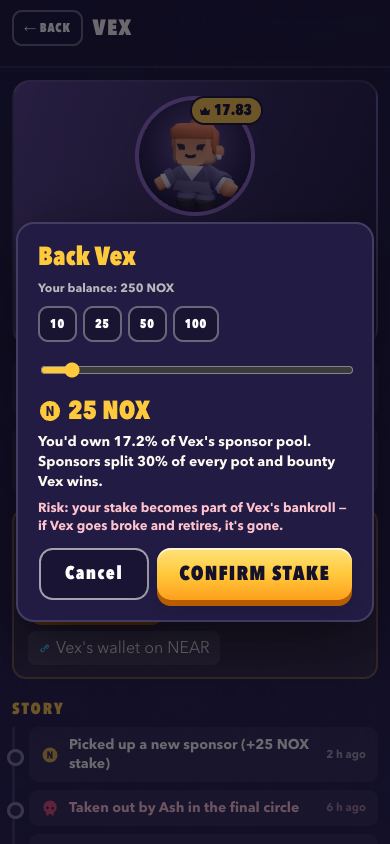 ← BACK
VEX
17.83
Back Vex
Your balance: 250 NOX
10 25 50 100
N 25 NOX
You'd own 17.2% of Vex's sponsor pool.
Sponsors split 30% of every pot and bounty
Vex wins.
Risk: your stake becomes part of Vex's bankroll —
if Vex goes broke and retires, it's gone.
Cancel
CONFIRM STAKE
Vex's wallet on NEAR
STORY
N Picked up a new sponsor (+25 NOX
stake)
2 h ago
Taken out by Ash in the final circle
6 h ago